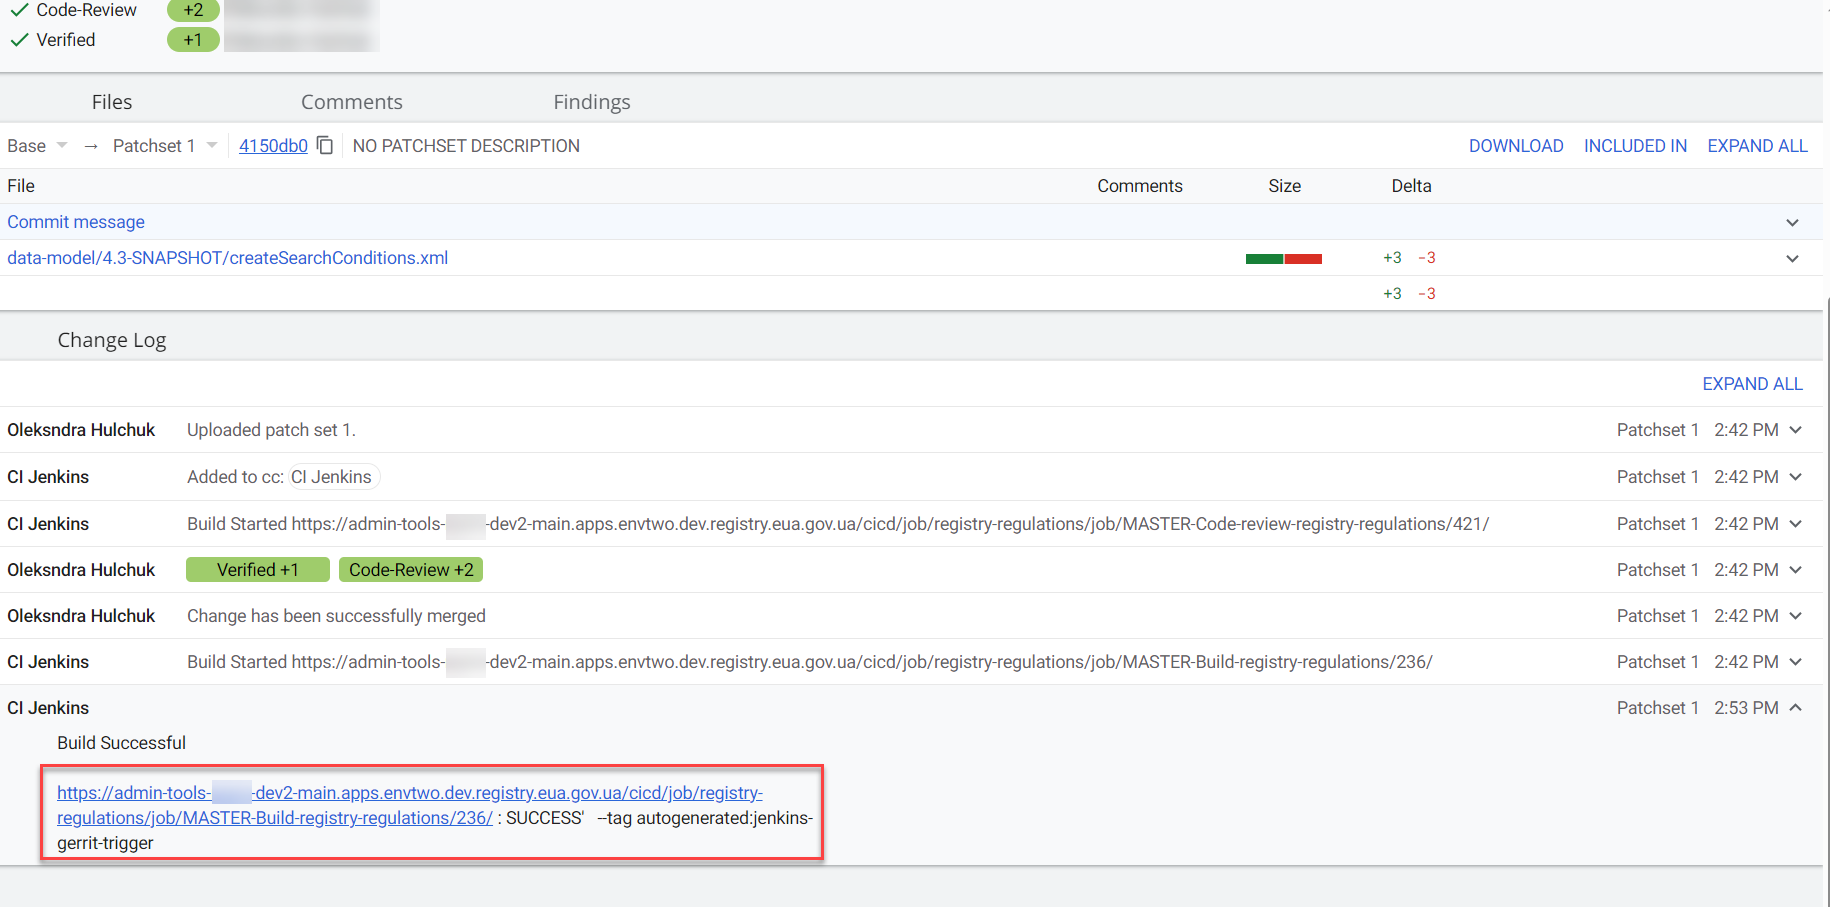 Code-Review +2
Verified +1
Files Comments Findings
Base → Patchset 1 4150db0 NO PATCHSET DESCRIPTION DOWNLOAD INCLUDED IN EXPAND ALL
File Comments Size Delta
Commit message
data-model/4.3-SNAPSHOT/createSearchConditions.xml +3 −3
+3 −3
Change Log
EXPAND ALL
Oleksndra Hulchuk Uploaded patch set 1. Patchset 1 2:42 PM
CI Jenkins Added to cc: CI Jenkins Patchset 1 2:42 PM
CI Jenkins Build Started https://admin-tools- -dev2-main.apps.envtwo.dev.registry.eua.gov.ua/cicd/job/registry-regulations/job/MASTER-Code-review-registry-regulations/421/ Patchset 1 2:42 PM
Oleksndra Hulchuk Verified +1 Code-Review +2 Patchset 1 2:42 PM
Oleksndra Hulchuk Change has been successfully merged Patchset 1 2:42 PM
CI Jenkins Build Started https://admin-tools- -dev2-main.apps.envtwo.dev.registry.eua.gov.ua/cicd/job/registry-regulations/job/MASTER-Build-registry-regulations/236/ Patchset 1 2:42 PM
CI Jenkins Patchset 1 2:53 PM
Build Successful
https://admin-tools- -dev2-main.apps.envtwo.dev.registry.eua.gov.ua/cicd/job/registry-
regulations/job/MASTER-Build-registry-regulations/236/ : SUCCESS' --tag autogenerated:jenkins-
gerrit-trigger